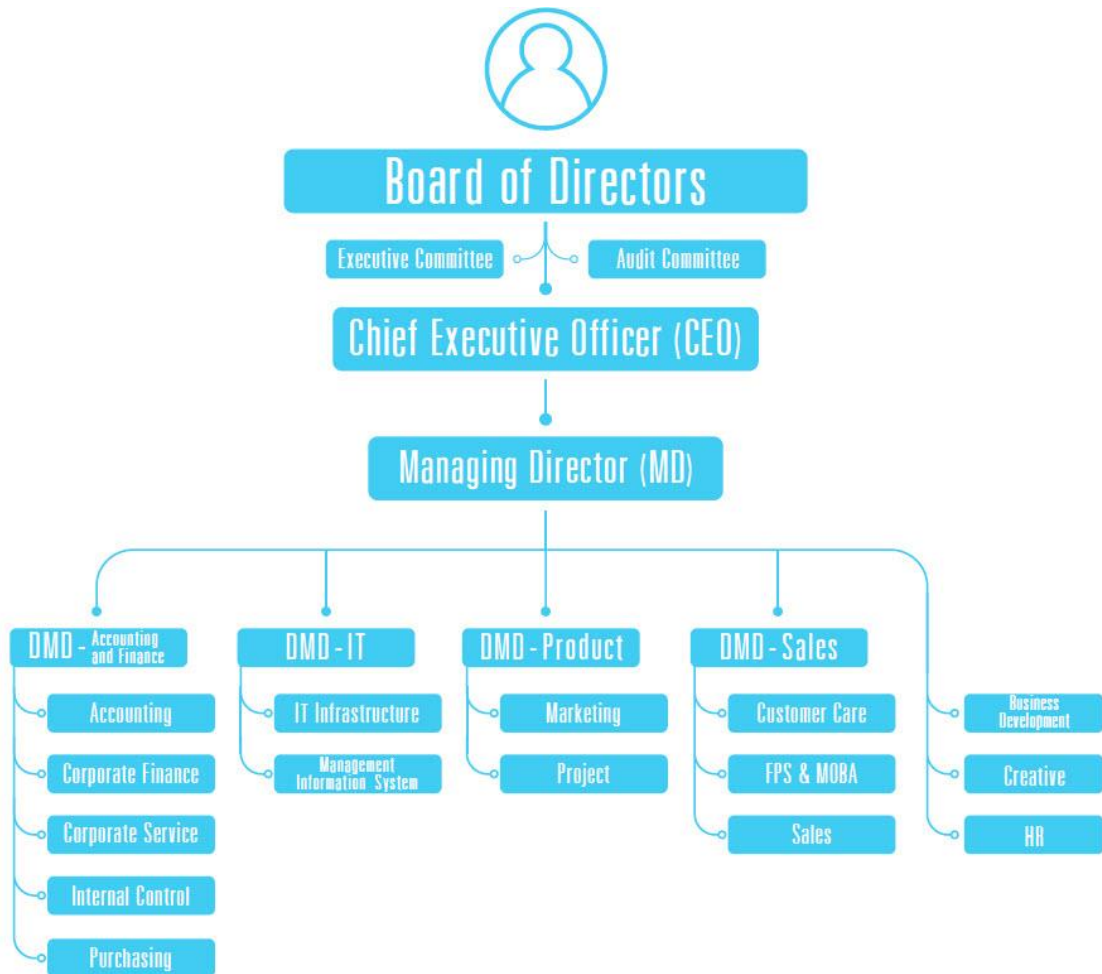 Board of Directors
Executive Committee
Audit Committee
Chief Executive Officer (CEO)
Managing Director (MD)
DMD - Accounting
and Finance
Accounting
Corporate Finance
Corporate Service
Internal Control
Purchasing
DMD - IT
IT Infrastructure
Management
Information System
DMD - Product
Marketing
Project
DMD - Sales
Customer Care
FPS & MOBA
Sales
Business
Development
Creative
HR